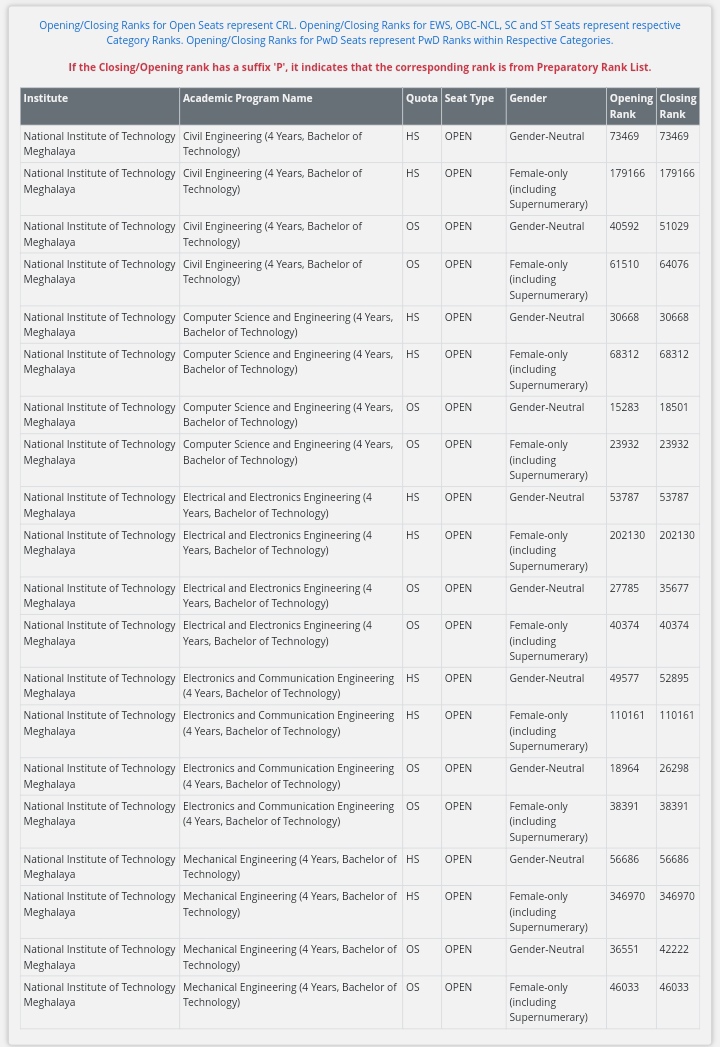 Opening/Closing Ranks for Open Seats represent CRL. Opening/Closing Ranks for EWS, OBC-NCL, SC and ST Seats represent respective
Category Ranks. Opening/Closing Ranks for PwD Seats represent PwD Ranks within Respective Categories.
If the Closing/Opening rank has a suffix 'P', it indicates that the corresponding rank is from Preparatory Rank List.
Institute Academic Program Name Quota Seat Type Gender Opening Closing
Rank Rank
National Institute of Technology Civil Engineering (4 Years, Bachelor of HS OPEN Gender-Neutral 73469 73469
Meghalaya Technology)
National Institute of Technology Civil Engineering (4 Years, Bachelor of HS OPEN Female-only 179166 179166
Meghalaya Technology) (including
Supernumerary)
National Institute of Technology Civil Engineering (4 Years, Bachelor of OS OPEN Gender-Neutral 40592 51029
Meghalaya Technology)
National Institute of Technology Civil Engineering (4 Years, Bachelor of OS OPEN Female-only 61510 64076
Meghalaya Technology) (including
Supernumerary)
National Institute of Technology Computer Science and Engineering (4 Years, HS OPEN Gender-Neutral 30668 30668
Meghalaya Bachelor of Technology)
National Institute of Technology Computer Science and Engineering (4 Years, HS OPEN Female-only 68312 68312
Meghalaya Bachelor of Technology) (including
Supernumerary)
National Institute of Technology Computer Science and Engineering (4 Years, OS OPEN Gender-Neutral 15283 18501
Meghalaya Bachelor of Technology)
National Institute of Technology Computer Science and Engineering (4 Years, OS OPEN Female-only 23932 23932
Meghalaya Bachelor of Technology) (including
Supernumerary)
National Institute of Technology Electrical and Electronics Engineering (4 HS OPEN Gender-Neutral 53787 53787
Meghalaya Years, Bachelor of Technology)
National Institute of Technology Electrical and Electronics Engineering (4 HS OPEN Female-only 202130 202130
Meghalaya Years, Bachelor of Technology) (including
Supernumerary)
National Institute of Technology Electrical and Electronics Engineering (4 OS OPEN Gender-Neutral 27785 35677
Meghalaya Years, Bachelor of Technology)
National Institute of Technology Electrical and Electronics Engineering (4 OS OPEN Female-only 40374 40374
Meghalaya Years, Bachelor of Technology) (including
Supernumerary)
National Institute of Technology Electronics and Communication Engineering HS OPEN Gender-Neutral 49577 52895
Meghalaya (4 Years, Bachelor of Technology)
National Institute of Technology Electronics and Communication Engineering HS OPEN Female-only 110161 110161
Meghalaya (4 Years, Bachelor of Technology) (including
Supernumerary)
National Institute of Technology Electronics and Communication Engineering OS OPEN Gender-Neutral 18964 26298
Meghalaya (4 Years, Bachelor of Technology)
National Institute of Technology Electronics and Communication Engineering OS OPEN Female-only 38391 38391
Meghalaya (4 Years, Bachelor of Technology) (including
Supernumerary)
National Institute of Technology Mechanical Engineering (4 Years, Bachelor of HS OPEN Gender-Neutral 56686 56686
Meghalaya Technology)
National Institute of Technology Mechanical Engineering (4 Years, Bachelor of HS OPEN Female-only 346970 346970
Meghalaya Technology) (including
Supernumerary)
National Institute of Technology Mechanical Engineering (4 Years, Bachelor of OS OPEN Gender-Neutral 36551 42222
Meghalaya Technology)
National Institute of Technology Mechanical Engineering (4 Years, Bachelor of OS OPEN Female-only 46033 46033
Meghalaya Technology) (including
Supernumerary)